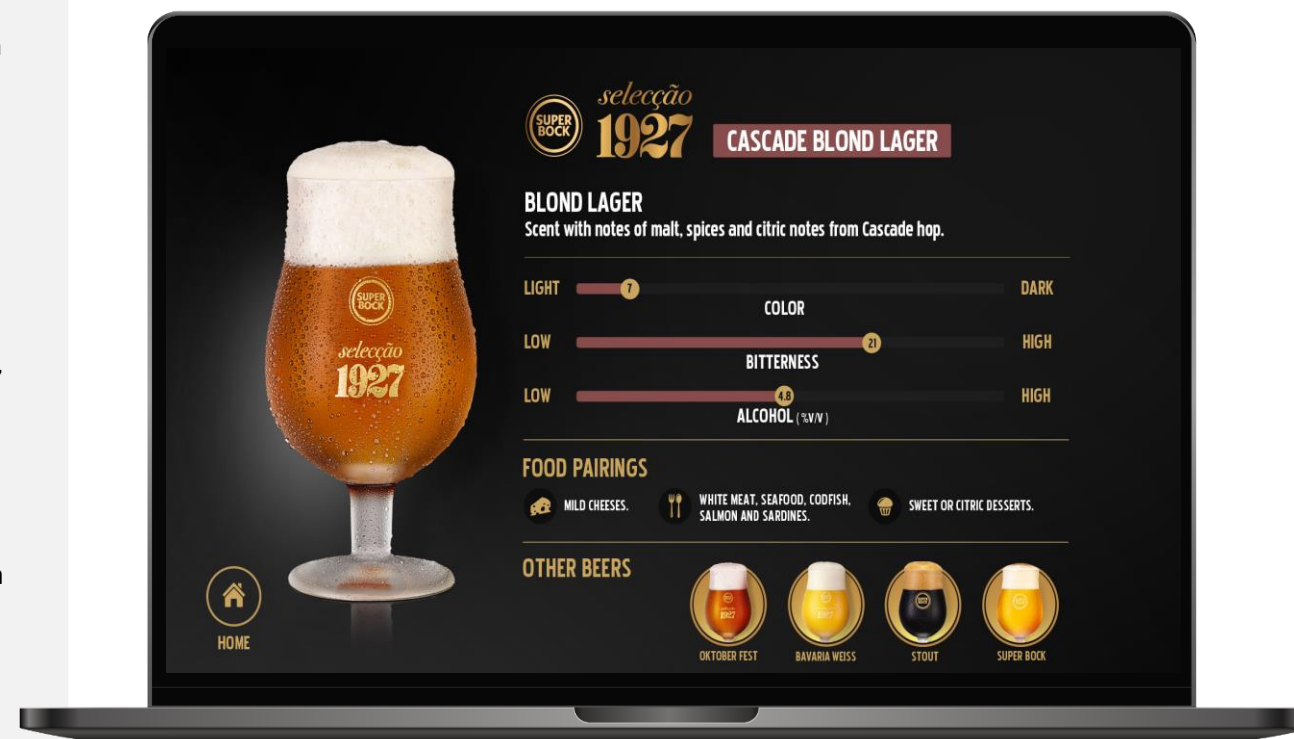 SUPER
BOCK
selecção
1927
CASCADE BLOND LAGER
BLOND LAGER
Scent with notes of malt, spices and citric notes from Cascade hop.
LIGHT
7
DARK
COLOR
LOW
21
HIGH
BITTERNESS
LOW
4.8
HIGH
ALCOHOL ( %V/V )
SUPER
BOCK
selecção
1927
FOOD PAIRINGS
MILD CHEESES.
WHITE MEAT, SEAFOOD, CODFISH,
SALMON AND SARDINES.
SWEET OR CITRIC DESSERTS.
OTHER BEERS
HOME
1927
1927
OKTOBER FEST
BAVARIA WEISS
STOUT
SUPER BOCK